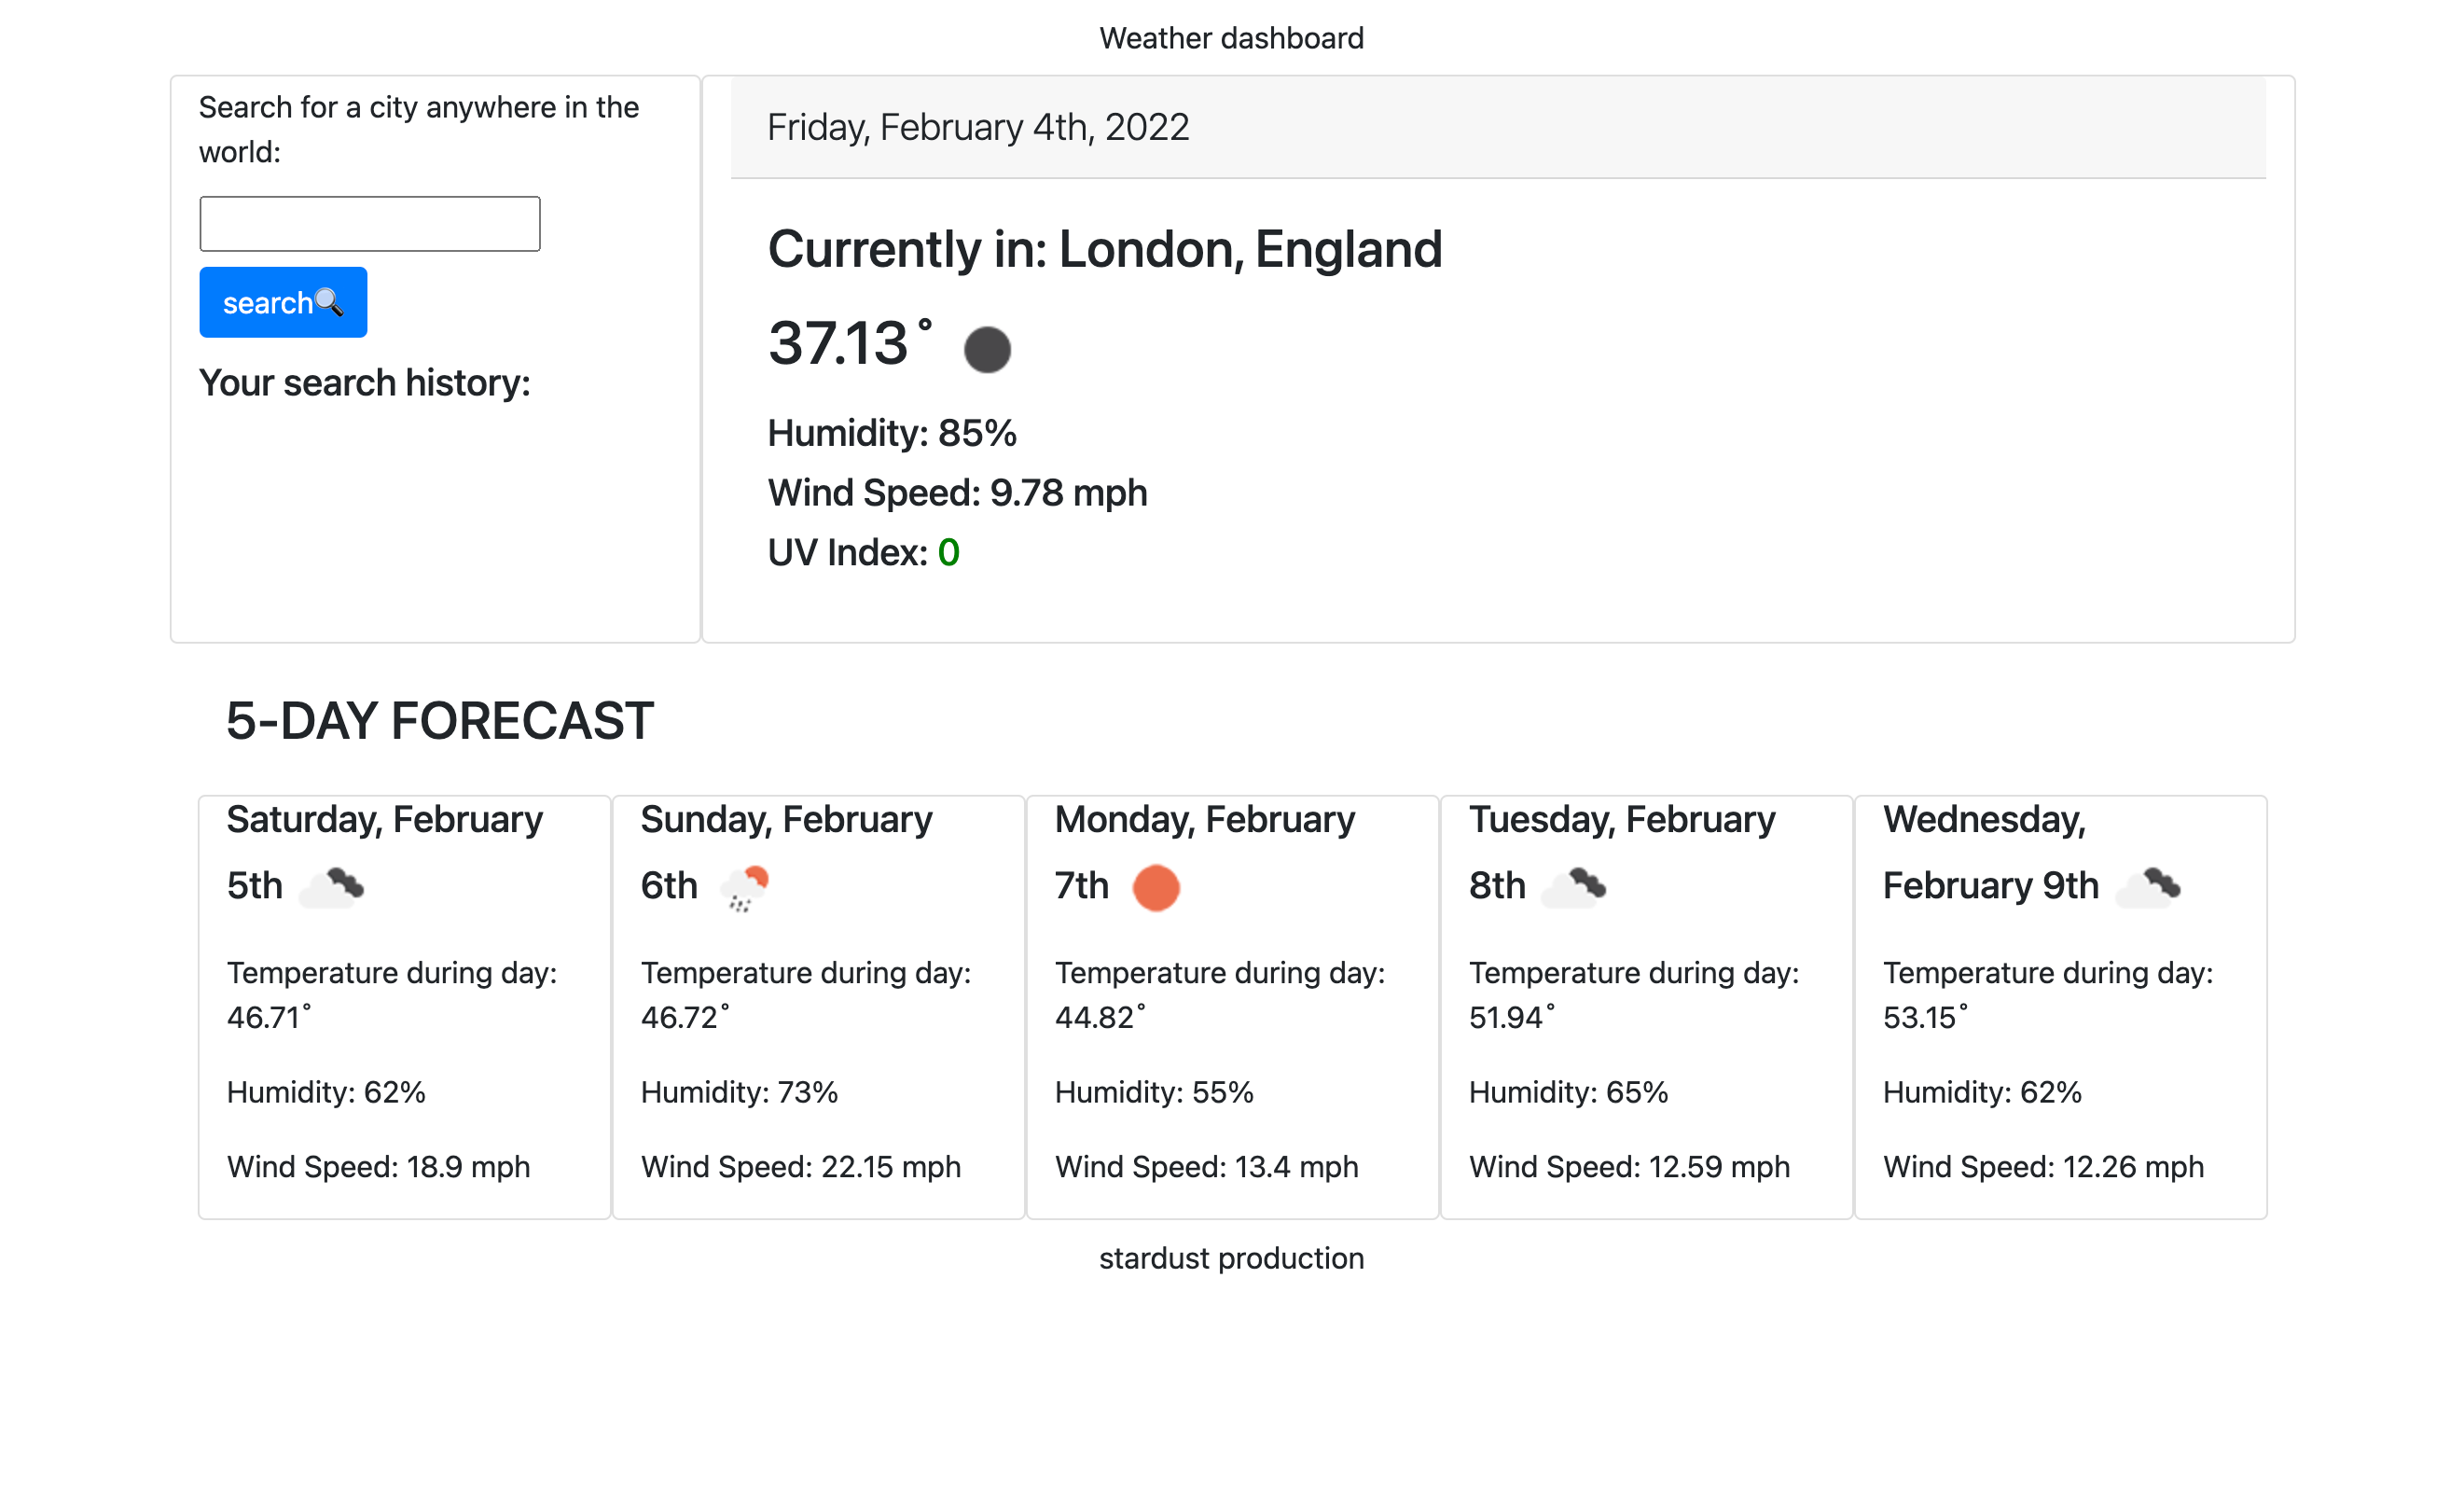 Weather dashboard
Search for a city anywhere in the
world:
search
Your search history:
Friday, February 4th, 2022
Currently in: London, England
37.13˚
Humidity: 85%
Wind Speed: 9.78 mph
UV Index: 0
5-DAY FORECAST
Saturday, February
5th
Temperature during day:
46.71˚
Humidity: 62%
Wind Speed: 18.9 mph
Sunday, February
6th
Temperature during day:
46.72˚
Humidity: 73%
Wind Speed: 22.15 mph
Monday, February
7th
Temperature during day:
44.82˚
Humidity: 55%
Wind Speed: 13.4 mph
Tuesday, February
8th
Temperature during day:
51.94˚
Humidity: 65%
Wind Speed: 12.59 mph
Wednesday,
February 9th
Temperature during day:
53.15˚
Humidity: 62%
Wind Speed: 12.26 mph
stardust production